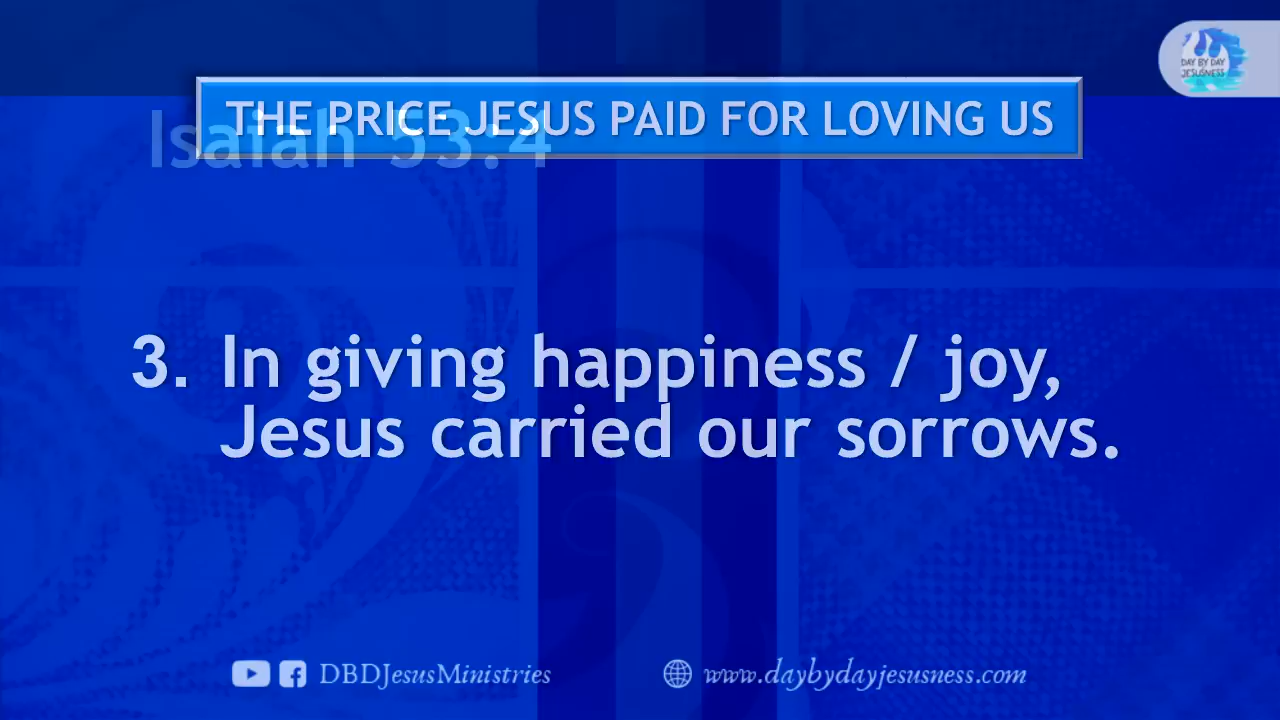 DAY BY DAY
JESUSNESS
THE PRICE JESUS PAID FOR LOVING US
Isaiah 53:4
3. In giving happiness / joy,
Jesus carried our sorrows.
DBDJesusMinistries
www.daybydayjesusness.com